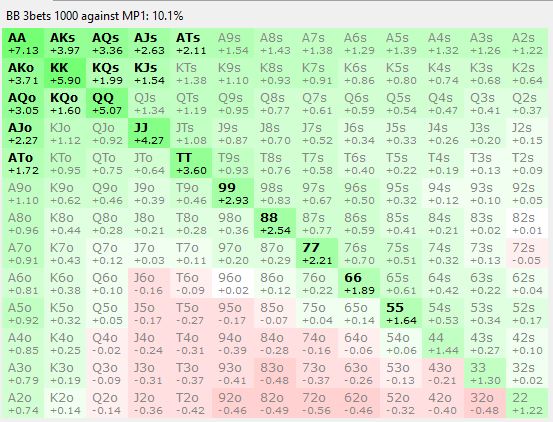 BB 3bets 1000 against MP1: 10.1%
AA AKs AQs AJs ATs A9s A8s A7s A6s A5s A4s A3s A2s
+7.13 +3.97 +3.36 +2.63 +2.11 +1.54 +1.43 +1.38 +1.29 +1.39 +1.32 +1.26 +1.22
AKo KK KQs KJs KTs K9s K8s K7s K6s K5s K4s K3s K2s
+3.71 +5.90 +1.99 +1.54 +1.38 +1.10 +0.93 +0.91 +0.86 +0.80 +0.74 +0.68 +0.64
AQo KQo QQ QJs QTs Q9s Q8s Q7s Q6s Q5s Q4s Q3s Q2s
+3.05 +1.60 +5.07 +1.34 +1.19 +0.95 +0.77 +0.61 +0.59 +0.54 +0.47 +0.41 +0.37
AJo KJo QJo JJ JTs J9s J8s J7s J6s J5s J4s J3s J2s
+2.27 +1.12 +0.92 +4.27 +1.08 +0.87 +0.70 +0.52 +0.34 +0.33 +0.26 +0.20 +0.15
ATo KTo QTo JTo TT T9s T8s T7s T6s T5s T4s T3s T2s
+1.72 +0.95 +0.75 +0.64 +3.60 +0.93 +0.76 +0.58 +0.40 +0.22 +0.19 +0.13 +0.09
A9o K9o Q9o J9o T9o 99 98s 97s 96s 95s 94s 93s 92s
+1.10 +0.62 +0.46 +0.39 +0.46 +2.93 +0.83 +0.67 +0.50 +0.32 +0.12 +0.10 +0.05
A8o K8o Q8o J8o T8o 98o 88 87s 86s 85s 84s 83s 82s
+0.96 +0.44 +0.28 +0.21 +0.28 +0.36 +2.54 +0.77 +0.59 +0.41 +0.21 +0.02 +0.01
A7o K7o Q7o J7o T7o 97o 87o 77 76s 75s 74s 73s 72s
+0.91 +0.43 +0.12 +0.03 +0.11 +0.20 +0.29 +2.21 +0.70 +0.51 +0.32 +0.13 -0.05
A6o K6o Q6o J6o T6o 96o 86o 76o 66 65s 64s 63s 62s
+0.81 +0.38 +0.10 -0.16 -0.09 +0.02 +0.12 +0.22 +1.89 +0.61 +0.42 +0.22 +0.04
A5o K5o Q5o J5o T5o 95o 85o 75o 65o 55 54s 53s 52s
+0.92 +0.32 +0.05 -0.17 -0.27 -0.17 -0.07 +0.04 +0.14 +1.64 +0.53 +0.34 +0.17
A4o K4o Q4o J4o T4o 94o 84o 74o 64o 54o 44 43s 42s
+0.85 +0.25 -0.02 -0.24 -0.31 -0.39 -0.28 -0.16 -0.06 +0.06 +1.44 +0.27 +0.10
A3o K3o Q3o J3o T3o 93o 83o 73o 63o 53o 43o 33 32s
+0.79 +0.19 -0.09 -0.31 -0.37 -0.41 -0.48 -0.37 -0.26 -0.13 -0.21 +1.30 +0.02
A2o K2o Q2o J2o T2o 92o 82o 72o 62o 52o 42o 32o 22
+0.74 +0.14 -0.14 -0.36 -0.42 -0.46 -0.49 -0.56 -0.46 -0.32 -0.40 -0.48 +1.22